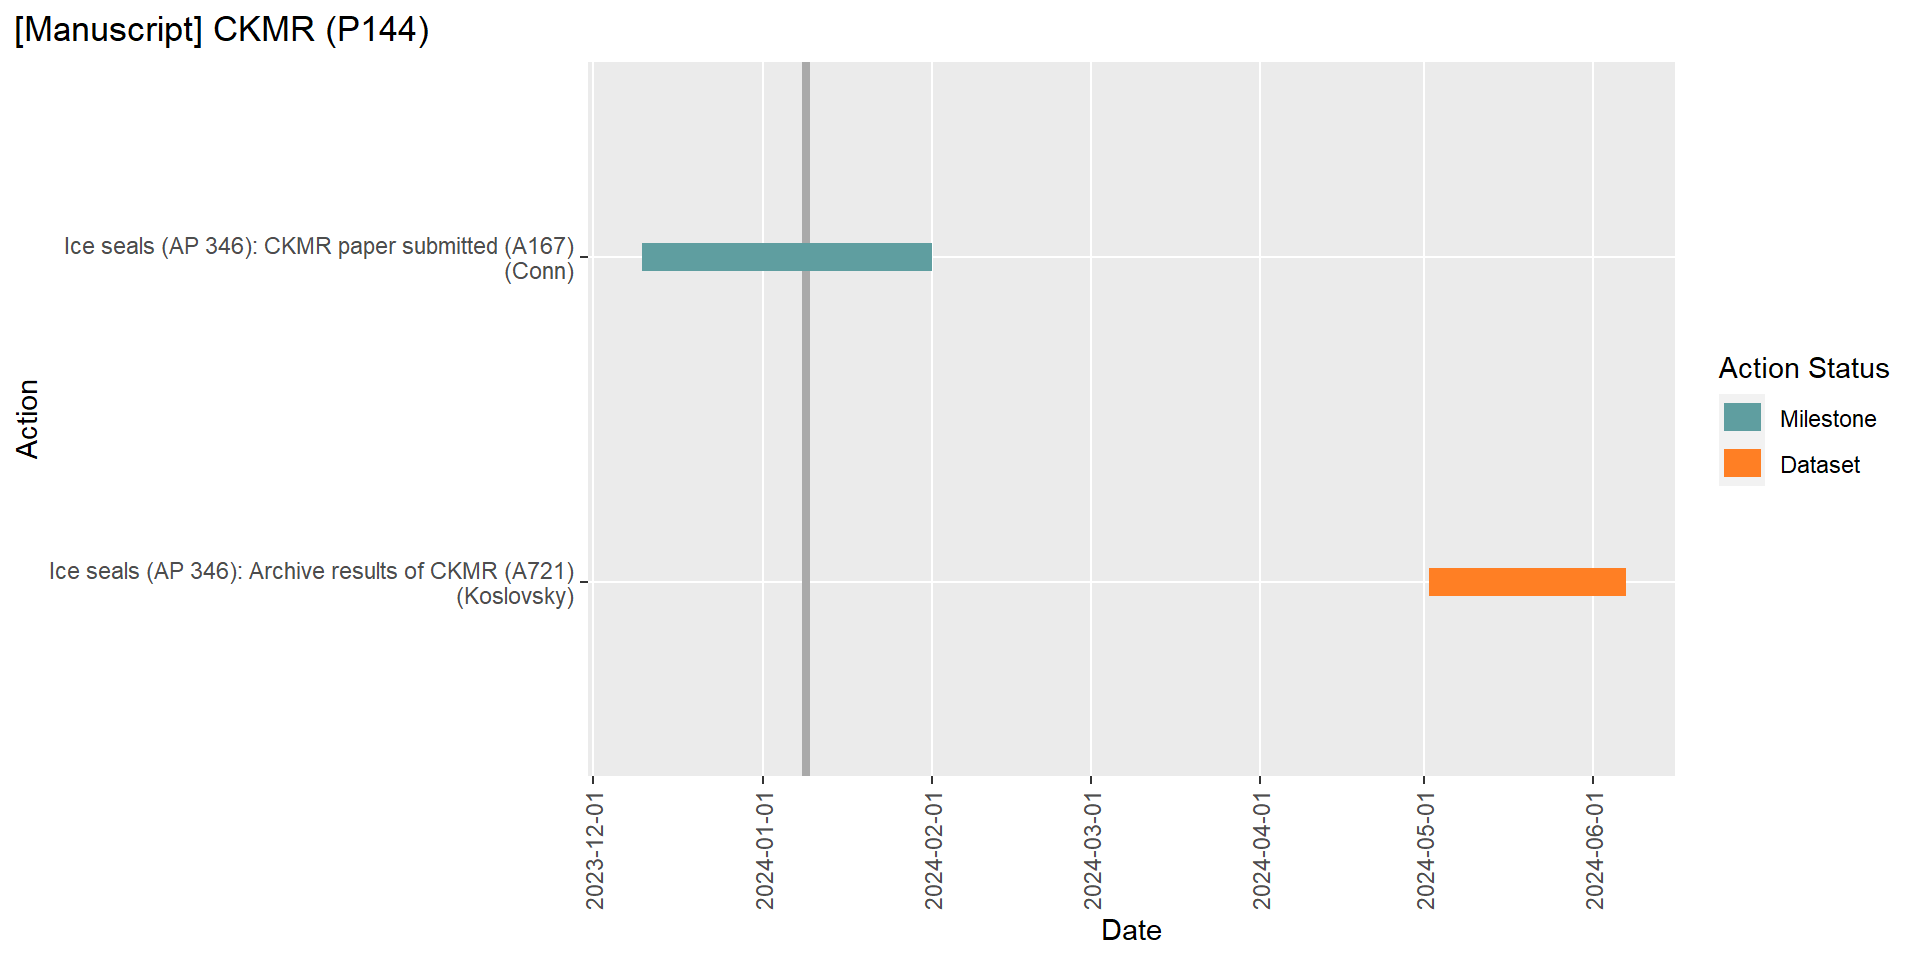 [Manuscript] CKMR (P144)
Ice seals (AP 346): CKMR paper submitted (A167)
(Conn)
Ice seals (AP 346): Archive results of CKMR (A721)
(Koslovsky)
Action
2023-12-01
2024-01-01
2024-02-01
2024-03-01
2024-04-01
2024-05-01
2024-06-01
Date
Action Status
Milestone
Dataset